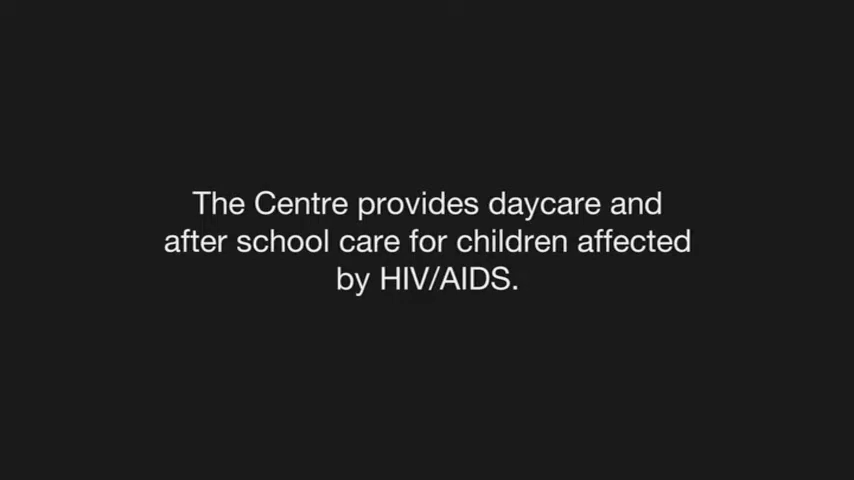 The Centre provides daycare and
after school care for children affected
by HIV/AIDS.